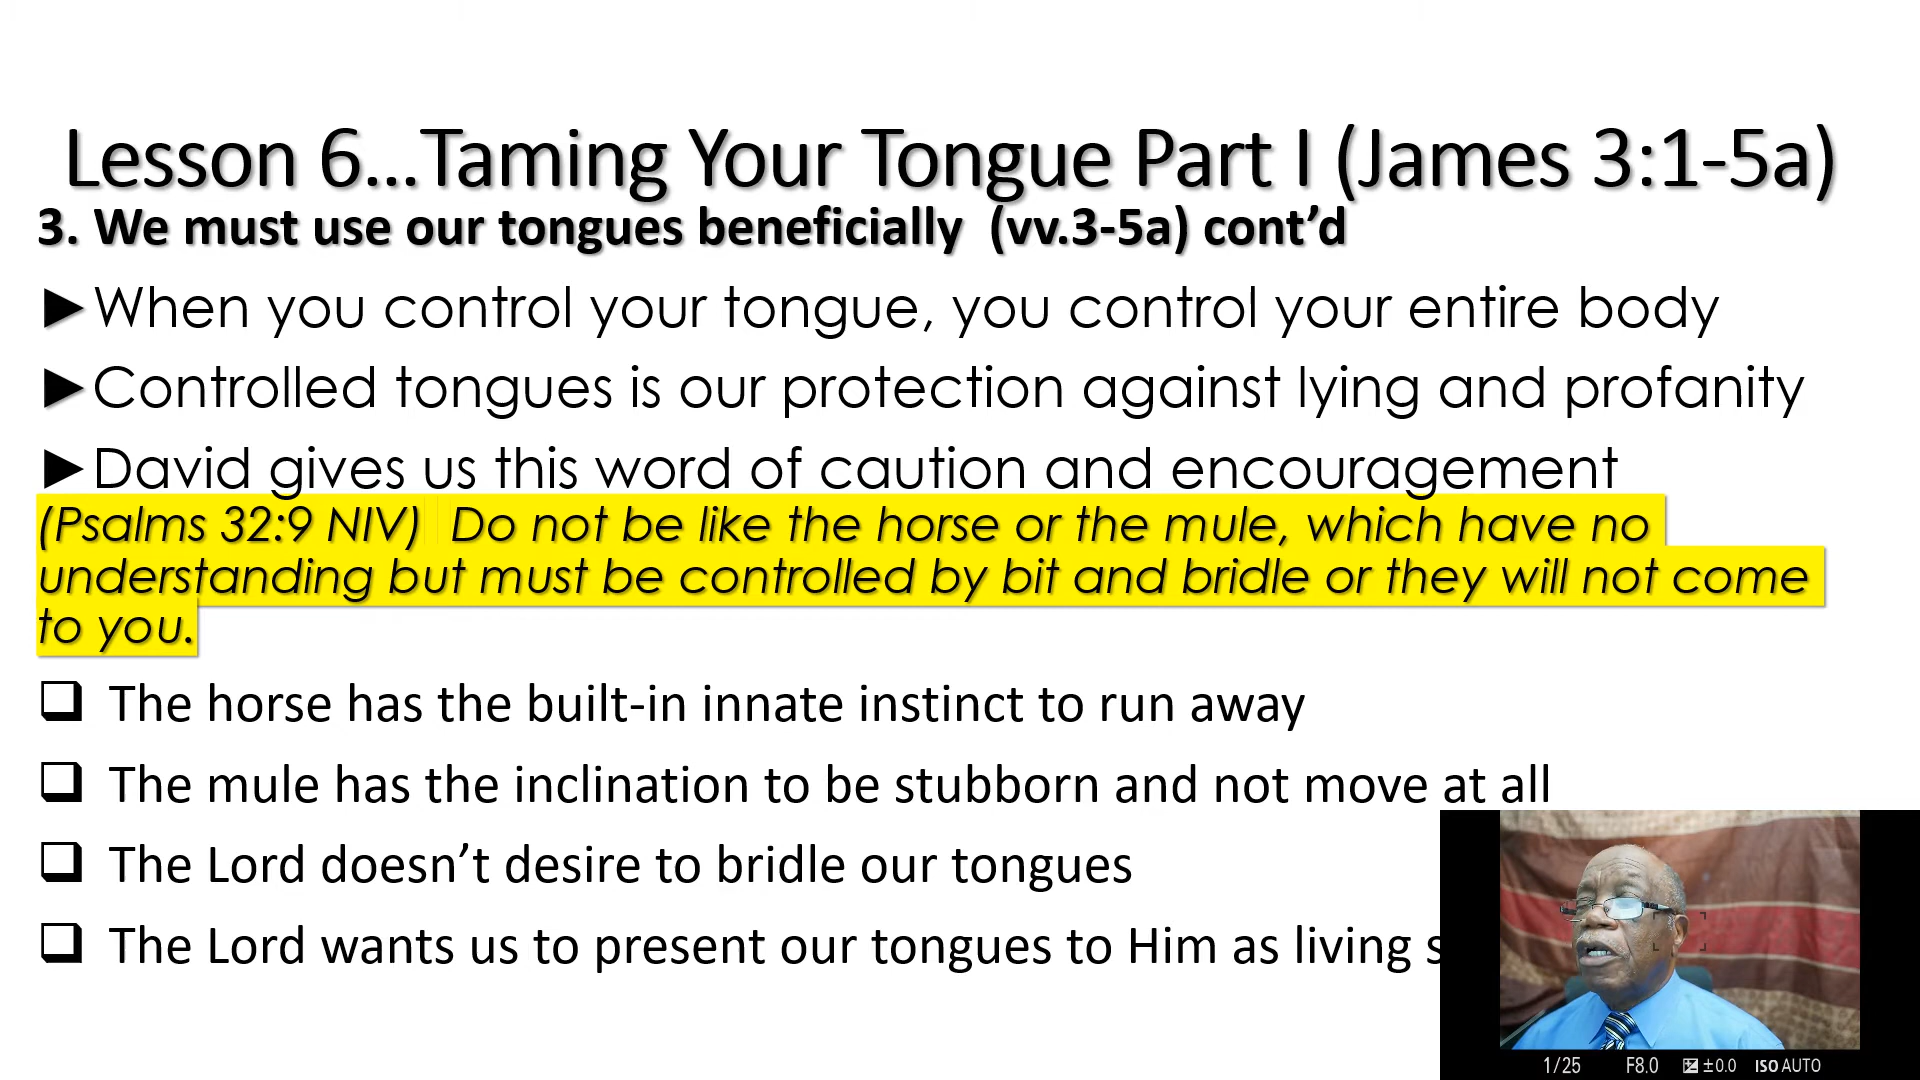 Lesson 6...Taming Your Tongue Part I (James 3:1-5a)
3. We must use our tongues beneficially (vv.3-5a) cont’d
►When you control your tongue, you control your entire body
►Controlled tongues is our protection against lying and profanity
►David gives us this word of caution and encouragement
(Psalms 32:9 NIV) Do not be like the horse or the mule, which have no
understanding but must be controlled by bit and bridle or they will not come
to you.
❑ The horse has the built-in innate instinct to run away
❑ The mule has the inclination to be stubborn and not move at all
❑ The Lord doesn’t desire to bridle our tongues
❑ The Lord wants us to present our tongues to Him as living
1/25 F8.0 ±0.0 ISO AUTO